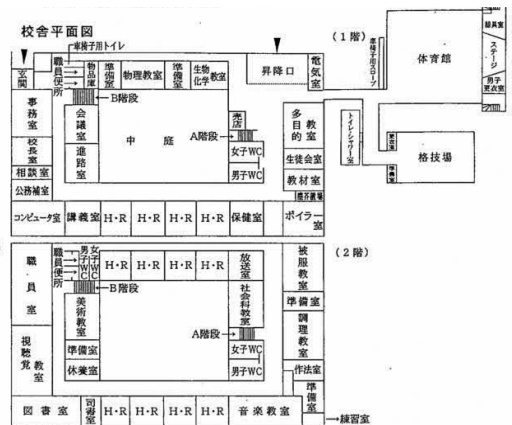 校舎平面図
(1階)
車椅子用トイレ
玄関
職員便所
物品庫
準備室
物理教室
準備室
生物
化学
教室
昇降口
電気室
車椅子用スロープ
体育館
器具室
ステージ
男子
更衣室
B階段
事務室
会議室
中庭
売店
A階段
多目的
教室
トイレ・シャワー室
更衣室
格技場
準備室
校長室
進路室
女子WC
生徒会室
相談室
男子WC
教材室
公務補室
コンピュータ室
講義室
H・R
H・R
H・R
H・R
保健室
ボイラー室
(2階)
職員室
職員便所
男子WC
女子WC
H・R
H・R
H・R
H・R
放送室
被服教室
B階段
美術教室
社会科教室
準備室
A階段
調理教室
視聴覚
教室
準備室
女子WC
休養室
男子WC
作法室
準備室
図書室
司書室
H・R
H・R
H・R
H・R
音楽教室
→練習室